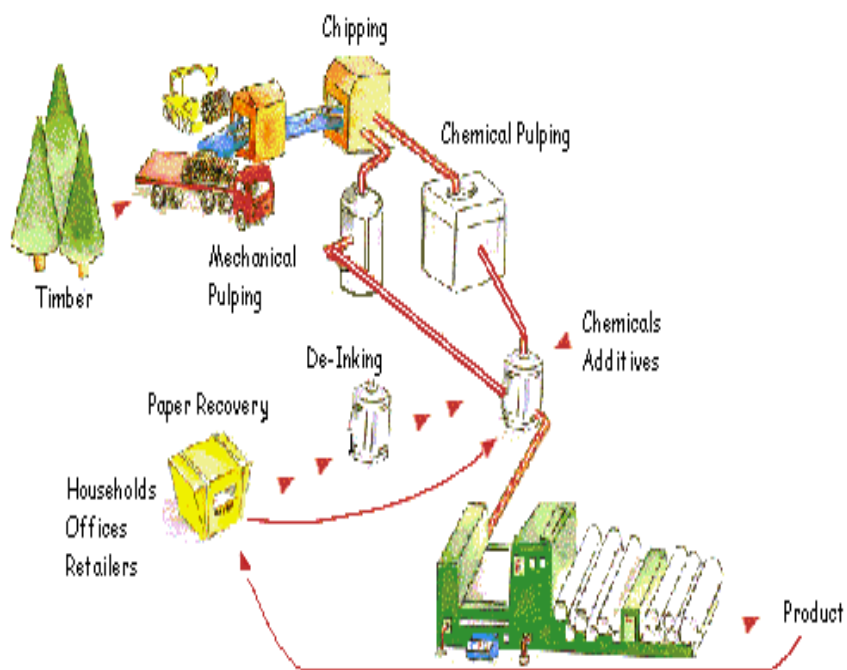 Chipping
Chemical Pulping
Mechanical
Pulping
Timber
Chemicals
Additives
De-Inking
Paper Recovery
Households
Offices
Retailers
Product